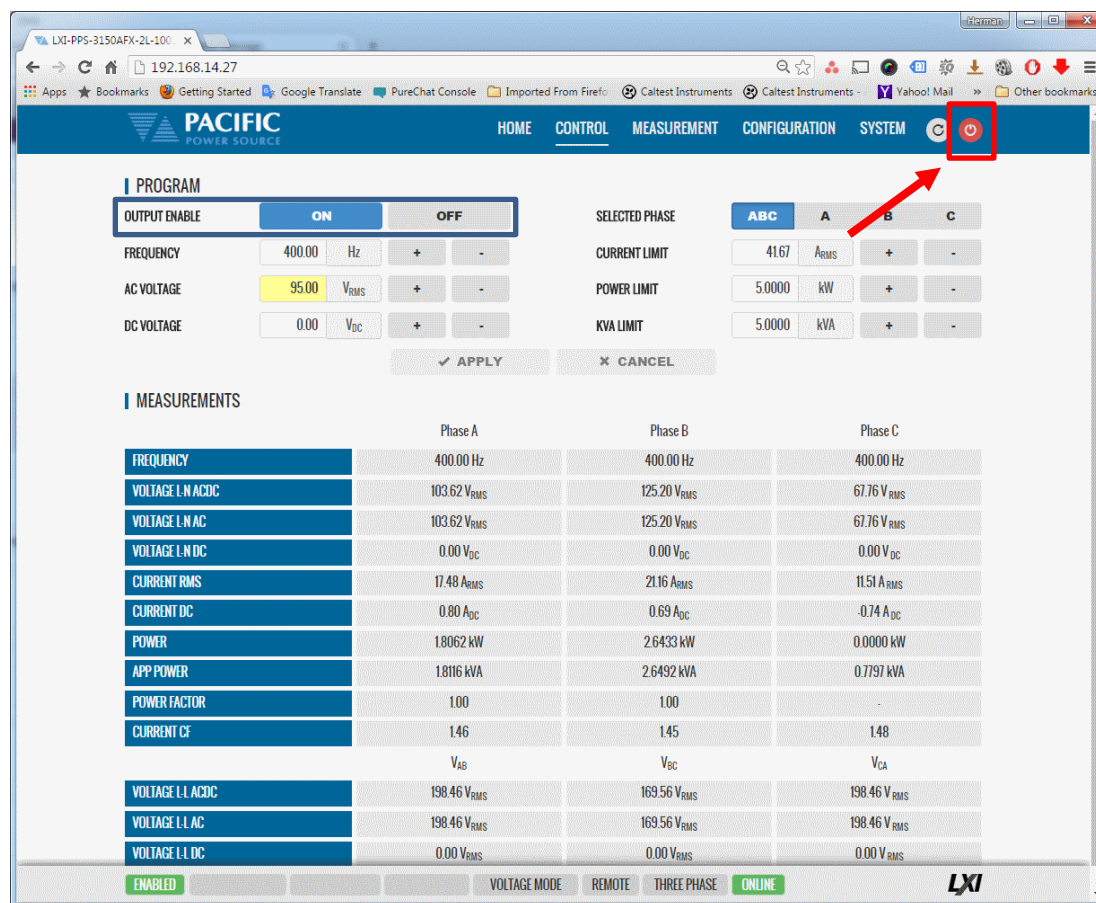 Herman
LXI-PPS-3150AFX-2L-100
192.168.14.27
Apps Bookmarks Getting Started Google Translate PureChat Console Imported From Firefo Caltest Instruments Caltest Instruments - Yahoo! Mail » Other bookmarks
PACIFIC
POWER SOURCE
HOME CONTROL MEASUREMENT CONFIGURATION SYSTEM
PROGRAM
OUTPUT ENABLE ON OFF SELECTED PHASE ABC A B C
FREQUENCY 400.00 Hz + - CURRENT LIMIT 41.67 ARMS + -
AC VOLTAGE 95.00 VRMS + - POWER LIMIT 5.0000 kW + -
DC VOLTAGE 0.00 VDC + - KVA LIMIT 5.0000 kVA + -
✔ APPLY ✖ CANCEL
MEASUREMENTS
Phase A Phase B Phase C
FREQUENCY 400.00 Hz 400.00 Hz 400.00 Hz
VOLTAGE L-N ACDC 103.62 VRMS 125.20 VRMS 67.76 VRMS
VOLTAGE L-N AC 103.62 VRMS 125.20 VRMS 67.76 VRMS
VOLTAGE L-N DC 0.00 VDC 0.00 VDC 0.00 VDC
CURRENT RMS 17.48 ARMS 21.16 ARMS 11.51 ARMS
CURRENT DC 0.80 ADC 0.69 ADC -0.74 ADC
POWER 1.8062 kW 2.6433 kW 0.0000 kW
APP POWER 1.8116 kVA 2.6492 kVA 0.7797 kVA
POWER FACTOR 1.00 1.00 -
CURRENT CF 1.46 1.45 1.48
VAB VBC VCA
VOLTAGE L-L ACDC 198.46 VRMS 169.56 VRMS 198.46 VRMS
VOLTAGE L-L AC 198.46 VRMS 169.56 VRMS 198.46 VRMS
VOLTAGE L-L DC 0.00 VRMS 0.00 VRMS 0.00 VRMS
ENABLED VOLTAGE MODE REMOTE THREE PHASE ONLINE LXI